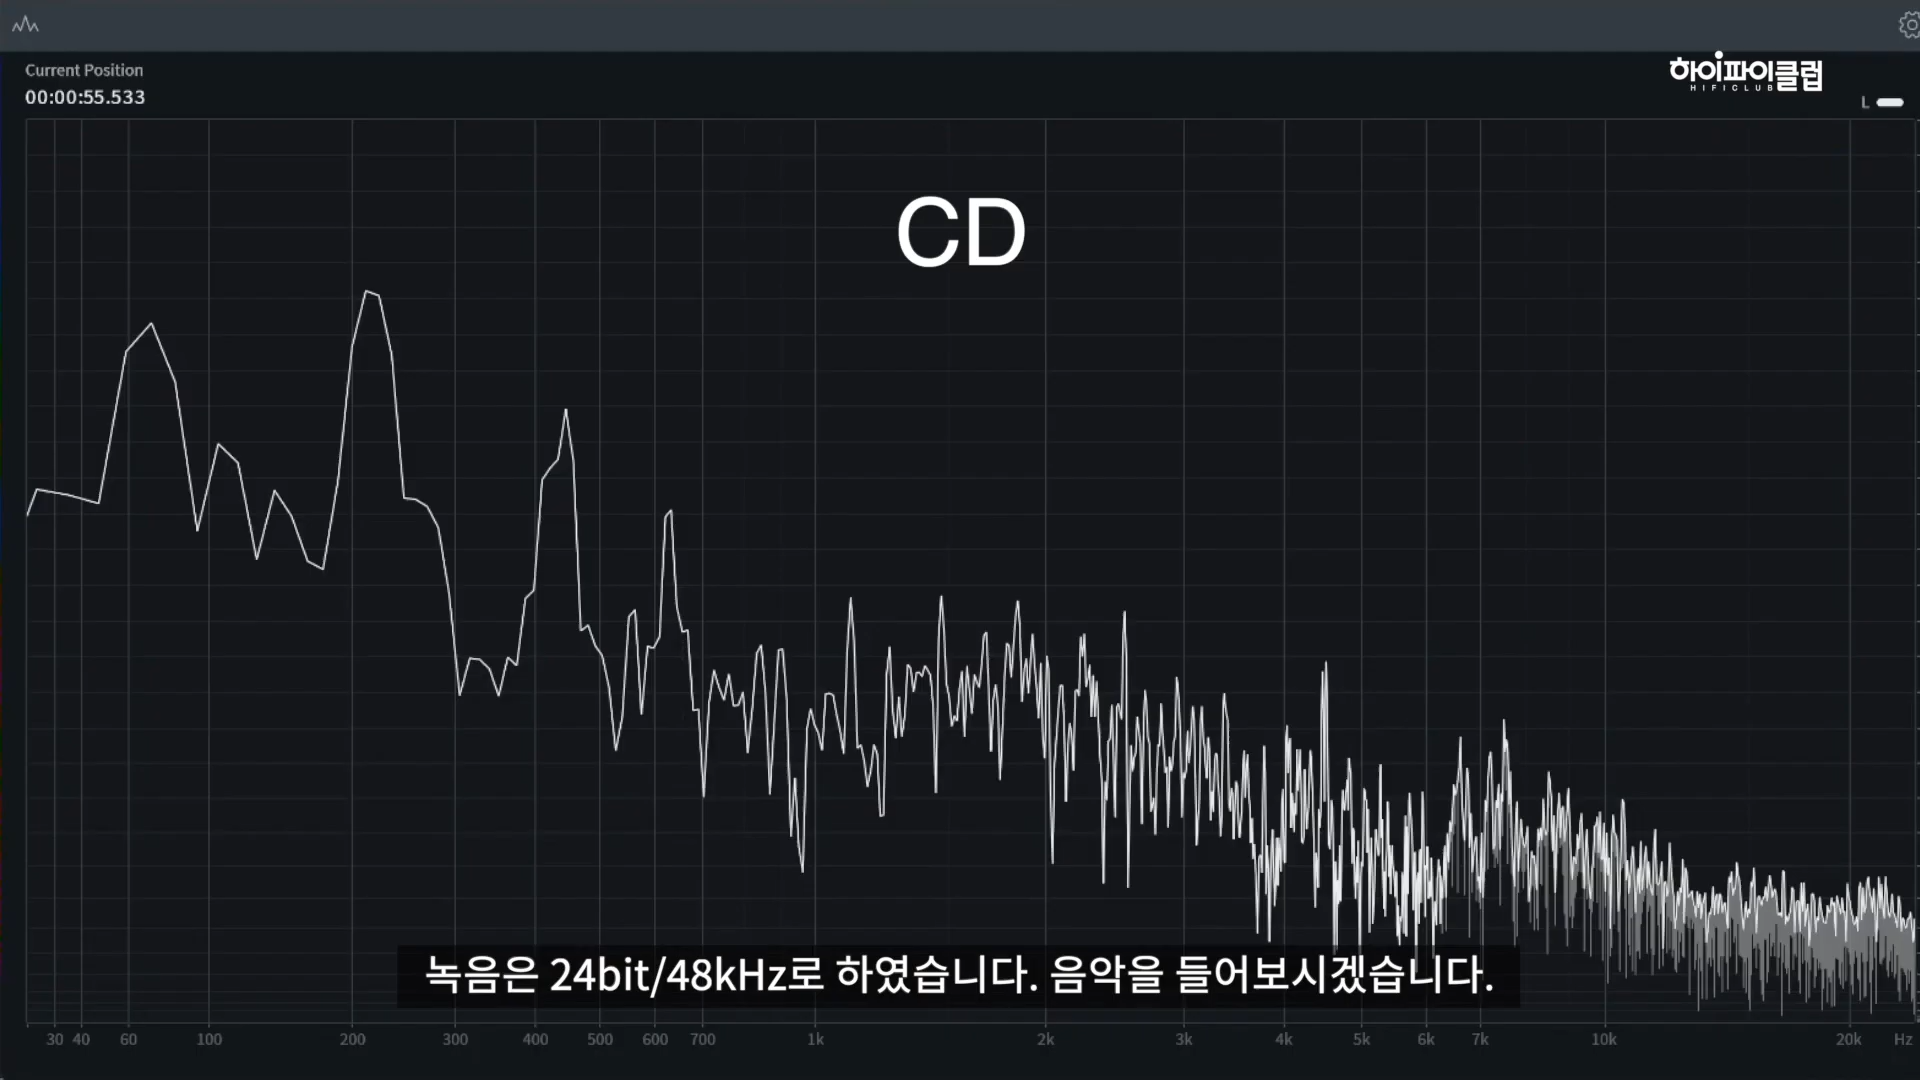 Current Position
00:00:55.533
하이파이클럽
HIFICLUB
L
CD
녹음은 24bit/48kHz로 하였습니다. 음악을 들어보시겠습니다.
30 40 60 100 200 300 400 500 600 700 1k 2k 3k 4k 5k 6k 7k 10k 20k Hz